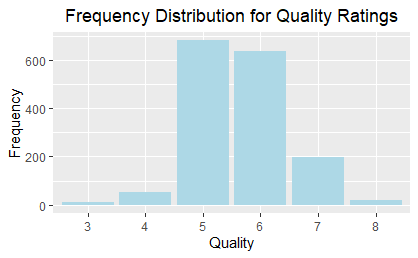 Frequency Distribution for Quality Ratings
Frequency
600
400
200
0
3 4 5 6 7 8
Quality